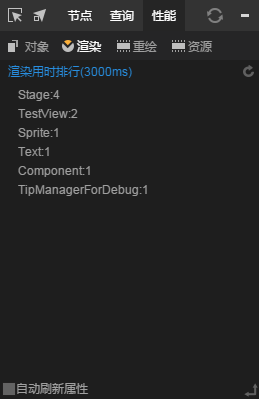 节点 查询 性能
对象 渲染 重绘 资源
渲染用时排行(3000ms)
Stage:4
TestView:2
Sprite:1
Text:1
Component:1
TipManagerForDebug:1
自动刷新属性